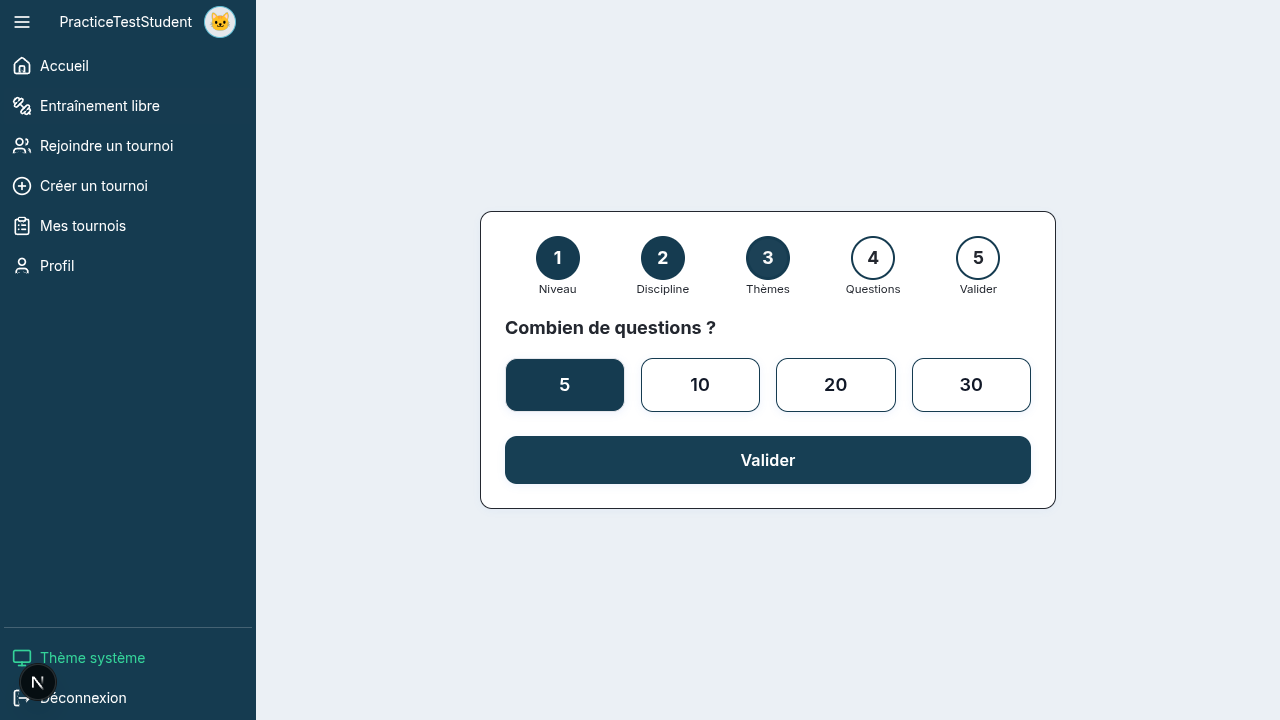 PracticeTestStudent
Accueil
Entraînement libre
Rejoindre un tournoi
Créer un tournoi
Mes tournois
Profil
Thème système
N
Déconnexion
1 2 3 4 5
Niveau Discipline Thèmes Questions Valider
Combien de questions ?
5 10 20 30
Valider